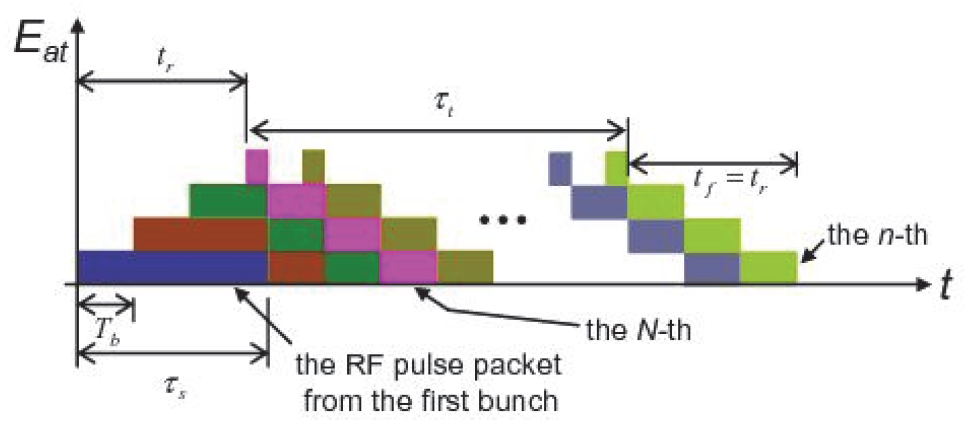 E_at
t_r
τ_t
t_f = t_r
the n-th
t
T_b
the N-th
τ_s
the RF pulse packet
from the first bunch